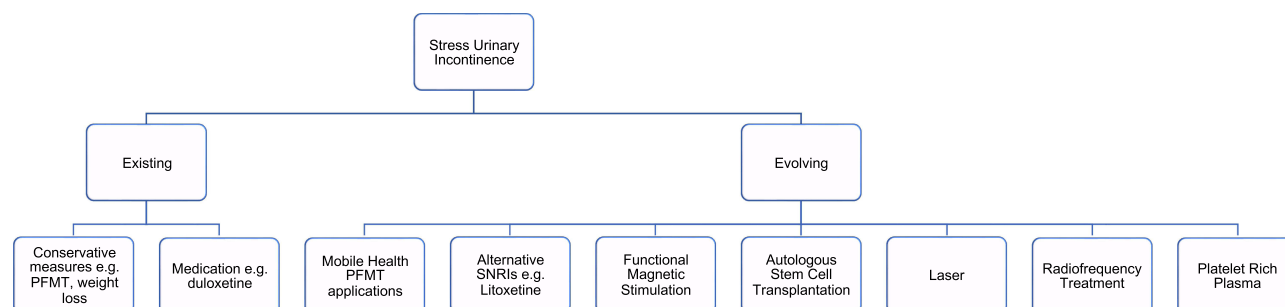 Stress Urinary
Incontinence
Existing
Evolving
Conservative
measures e.g.
PFMT, weight
loss
Medication e.g.
duloxetine
Mobile Health
PFMT
applications
Alternative
SNRIs e.g.
Litoxetine
Functional
Magnetic
Stimulation
Autologous
Stem Cell
Transplantation
Laser
Radiofrequency
Treatment
Platelet Rich
Plasma